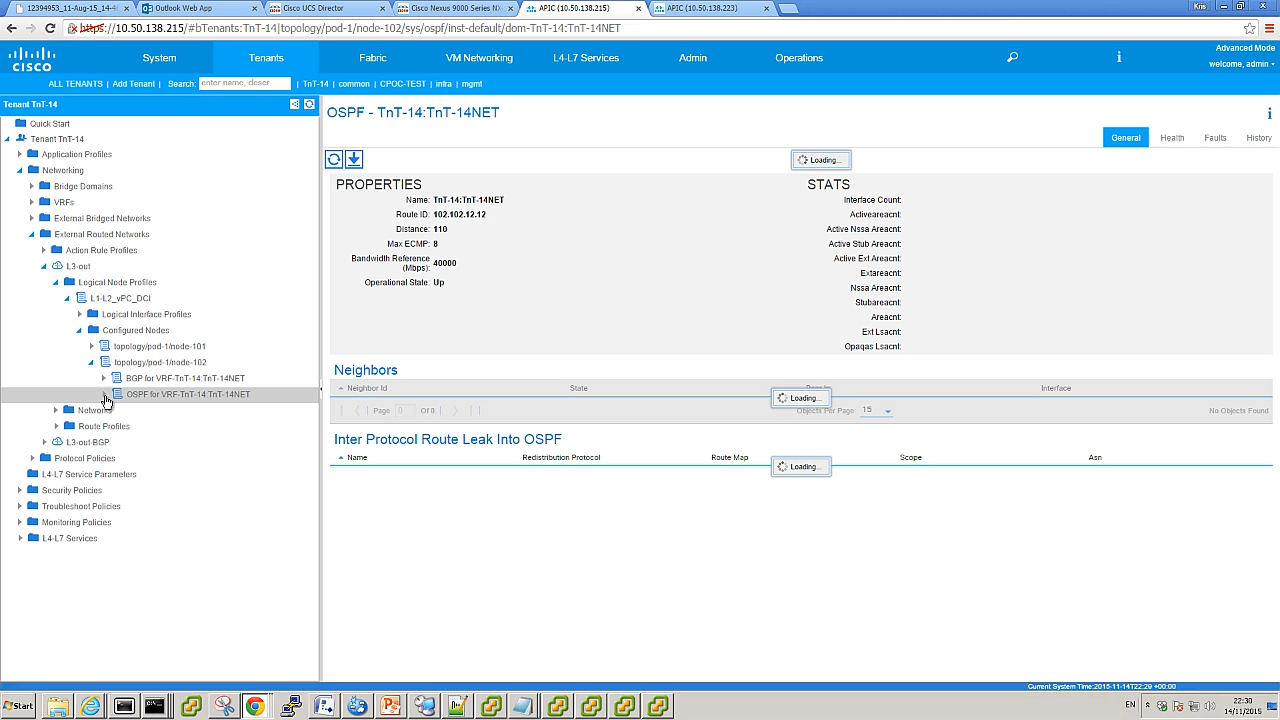 12394953_11-Aug-15_14-4
Outlook Web App
Cisco UCS Director
Cisco Nexus 9000 Series NX
APIC (10.50.138.215)
APIC (10.50.138.223)
Kris
https://10.50.138.215/#bTenants:TnT-14|topology/pod-1/node-102/sys/ospf/inst-default/dom-TnT-14:TnT-14NET
CISCO
System
Tenants
Fabric
VM Networking
L4-L7 Services
Admin
Operations
Advanced Mode
welcome, admin
ALL TENANTS | Add Tenant | Search: enter name, descr | TnT-14 | common | CPOC-TEST | infra | mgmt
Tenant TnT-14
Quick Start
Tenant TnT-14
Application Profiles
Networking
Bridge Domains
VRFs
External Bridged Networks
External Routed Networks
Action Rule Profiles
L3-out
Logical Node Profiles
L1-L2_vPC_DCI
Logical Interface Profiles
Configured Nodes
topology/pod-1/node-101
topology/pod-1/node-102
BGP for VRF-TnT-14:TnT-14NET
OSPF for VRF-TnT-14:TnT-14NET
Networks
Route Profiles
L3-out-BGP
Protocol Policies
L4-L7 Service Parameters
Security Policies
Troubleshoot Policies
Monitoring Policies
L4-L7 Services
OSPF - TnT-14:TnT-14NET
General
Health
Faults
History
Loading...
PROPERTIES
Name: TnT-14:TnT-14NET
Route ID: 102.102.12.12
Distance: 110
Max ECMP: 8
Bandwidth Reference (Mbps): 40000
Operational State: Up
STATS
Interface Count:
Activeareacnt:
Active Nssa Areacnt:
Active Stub Areacnt:
Active Ext Areacnt:
Extareacnt:
Nssa Areacnt:
Stubareacnt:
Areacnt:
Ext Lsacnt:
Opaqas Lsacnt:
Neighbors
Neighbor Id
State
Peer Ip
Interface
Loading...
Page 0 Of 0
Objects Per Page: 15
No Objects Found
Inter Protocol Route Leak Into OSPF
Name
Redistribution Protocol
Route Map
Scope
Asn
Loading...
Current System Time:2015-11-14T22:29 +00:00
Start
EN
22:30
14/11/2015